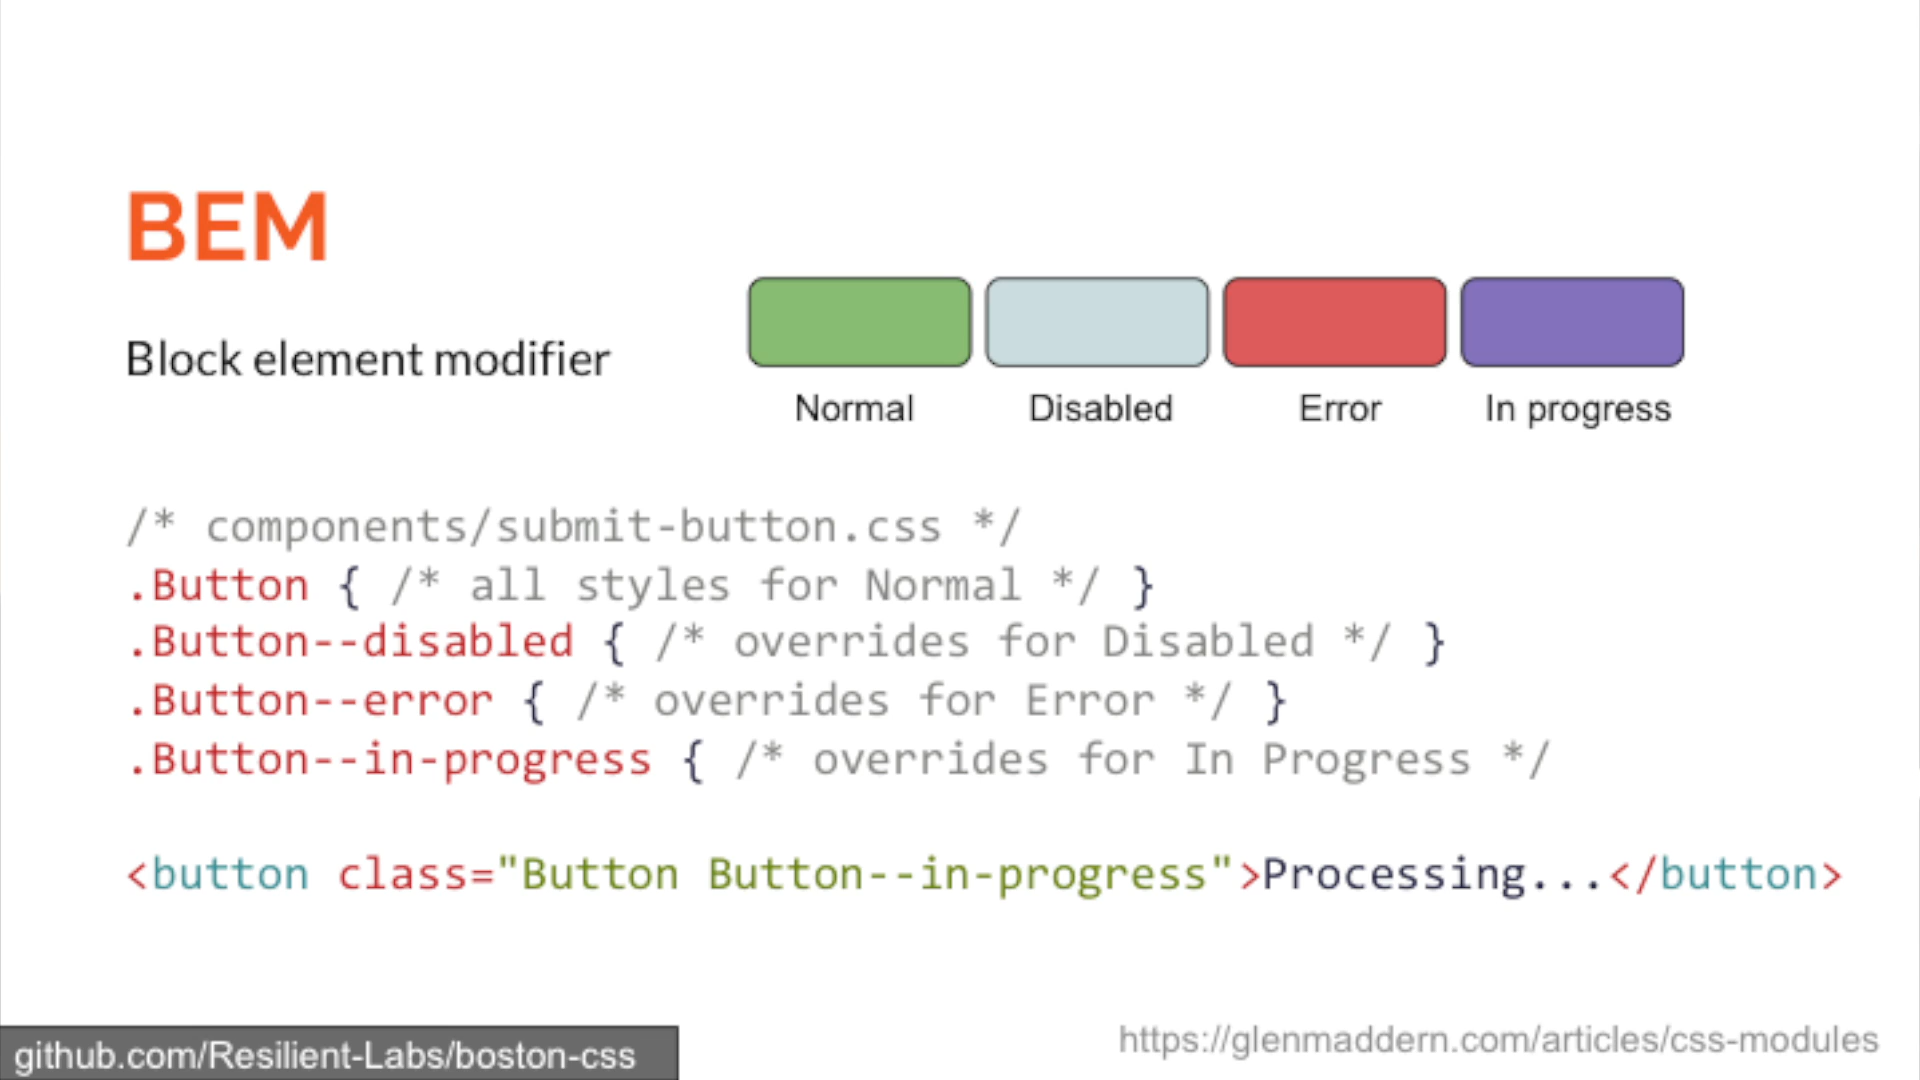 BEM
Block element modifier
Normal
Disabled
Error
In progress
/* components/submit-button.css */
.Button { /* all styles for Normal */ }
.Button--disabled { /* overrides for Disabled */ }
.Button--error { /* overrides for Error */ }
.Button--in-progress { /* overrides for In Progress */
<button class="Button Button--in-progress">Processing...</button>
github.com/Resilient-Labs/boston-css
https://glenmaddern.com/articles/css-modules